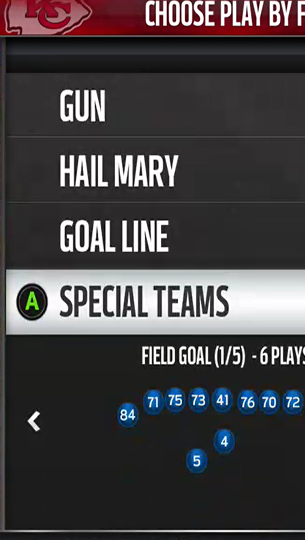 CHOOSE PLAY BY F
GUN
HAIL MARY
GOAL LINE
A SPECIAL TEAMS
FIELD GOAL (1/5) - 6 PLAYS
84 71 75 73 41 76 70 72
4
5